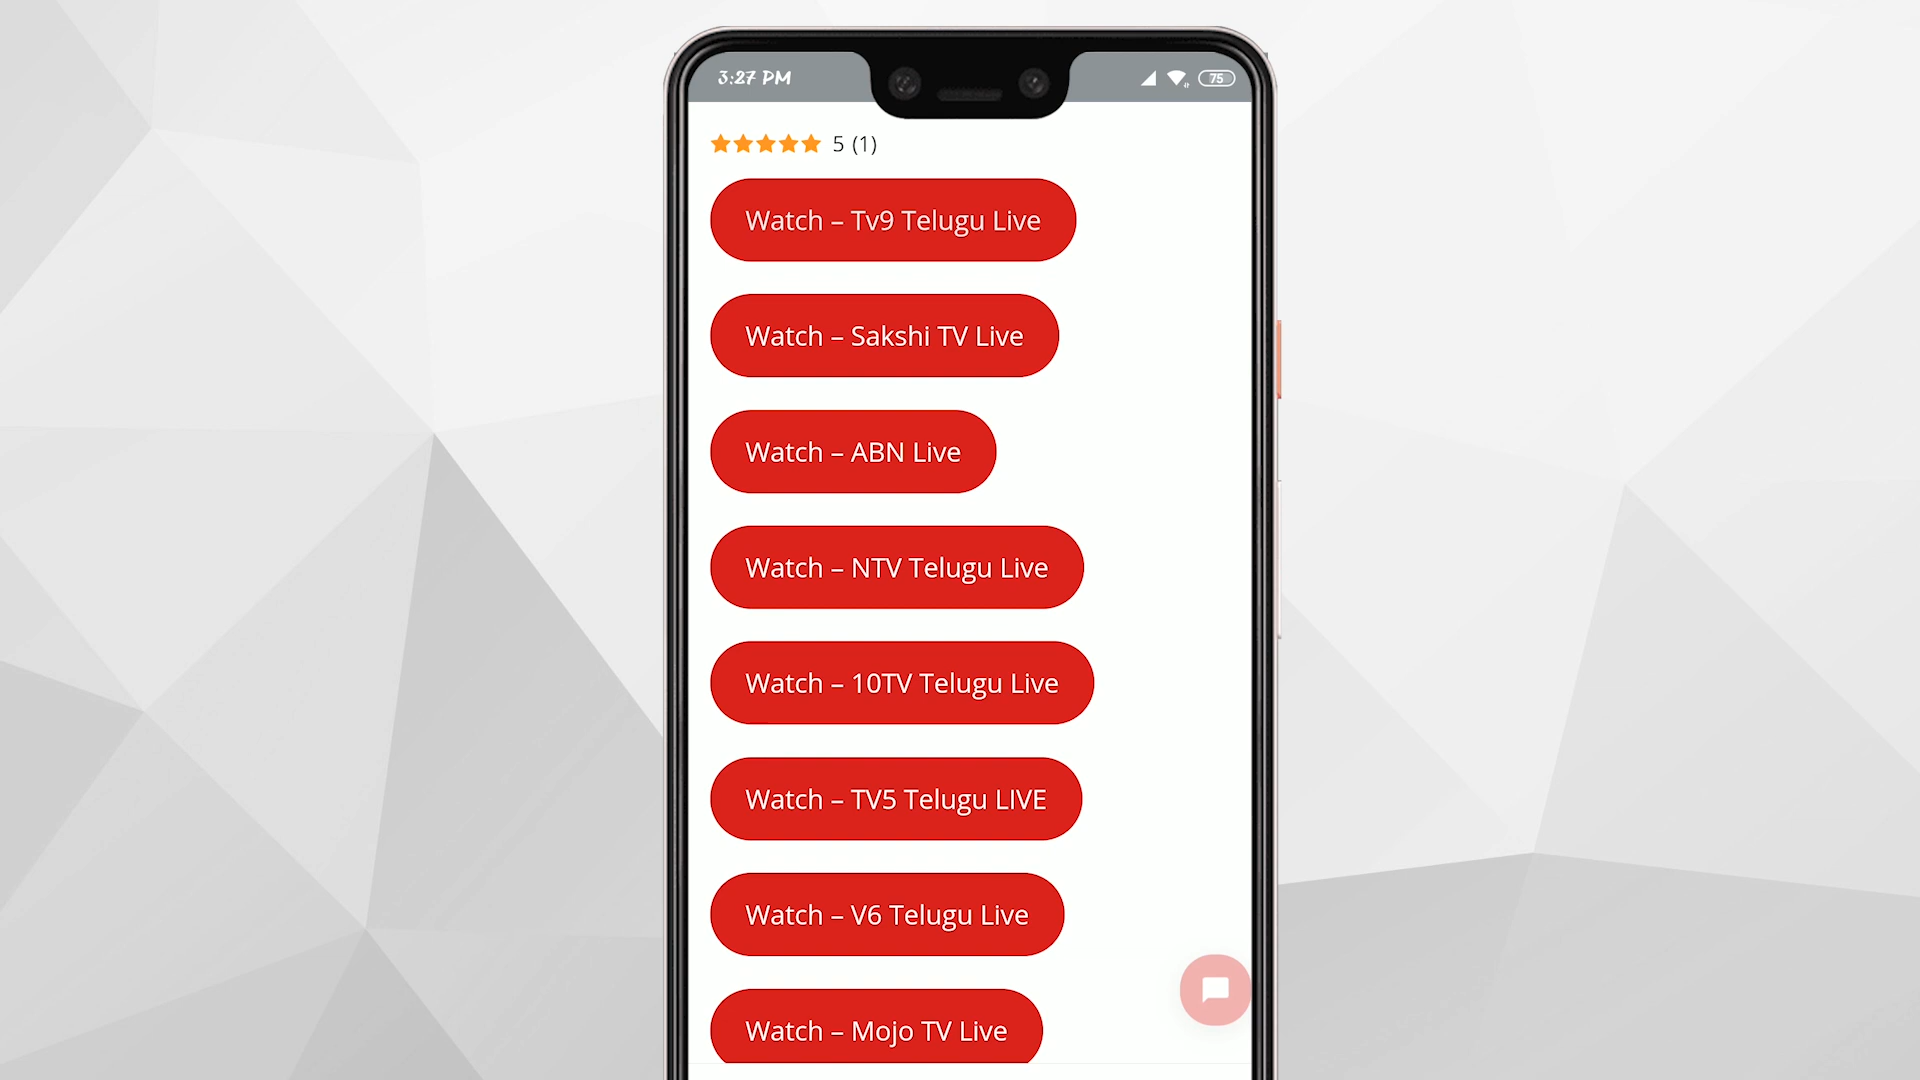 3:27 PM
75
5 (1)
Watch – Tv9 Telugu Live
Watch – Sakshi TV Live
Watch – ABN Live
Watch – NTV Telugu Live
Watch – 10TV Telugu Live
Watch – TV5 Telugu LIVE
Watch – V6 Telugu Live
Watch – Mojo TV Live